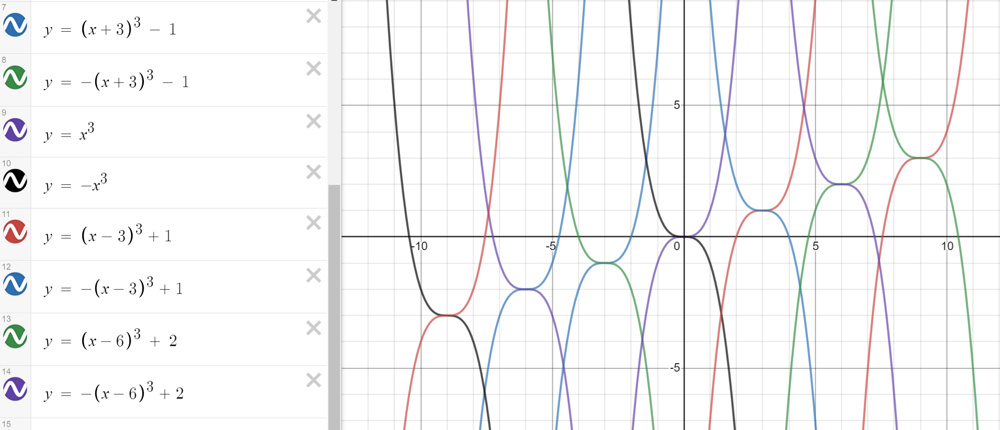 7
y = (x + 3)³ − 1
8
y = −(x + 3)³ − 1
9
y = x³
10
y = −x³
11
y = (x − 3)³ + 1
12
y = −(x − 3)³ + 1
13
y = (x − 6)³ + 2
14
y = −(x − 6)³ + 2
15
5
-10
-5
0
5
10
-5